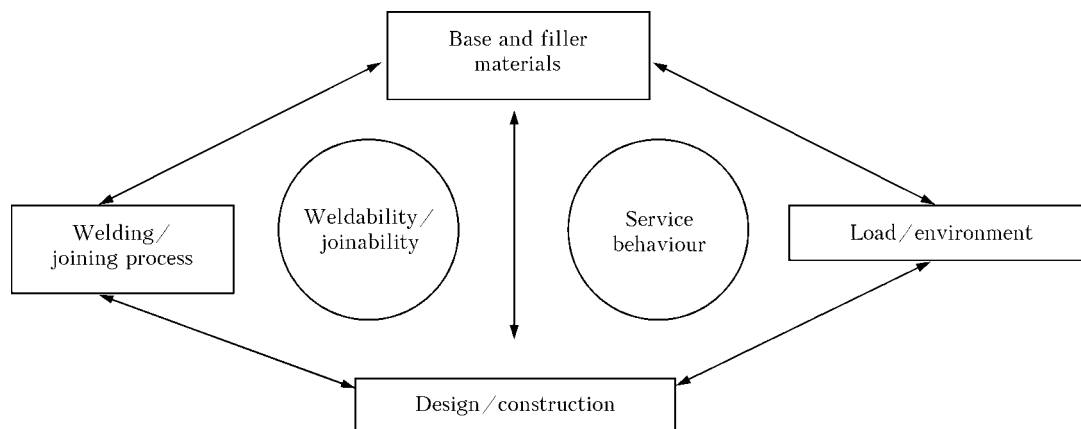 Base and filler
materials
Weldability/
joinability
Service
behaviour
Welding/
joining process
Load/environment
Design/construction